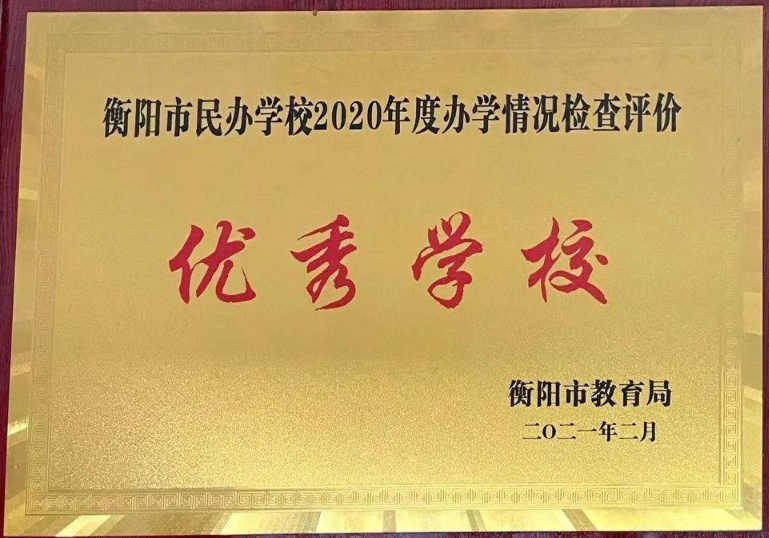 衡阳市民办学校2020年度办学情况检查评价
优秀学校
衡阳市教育局
二〇二一年二月